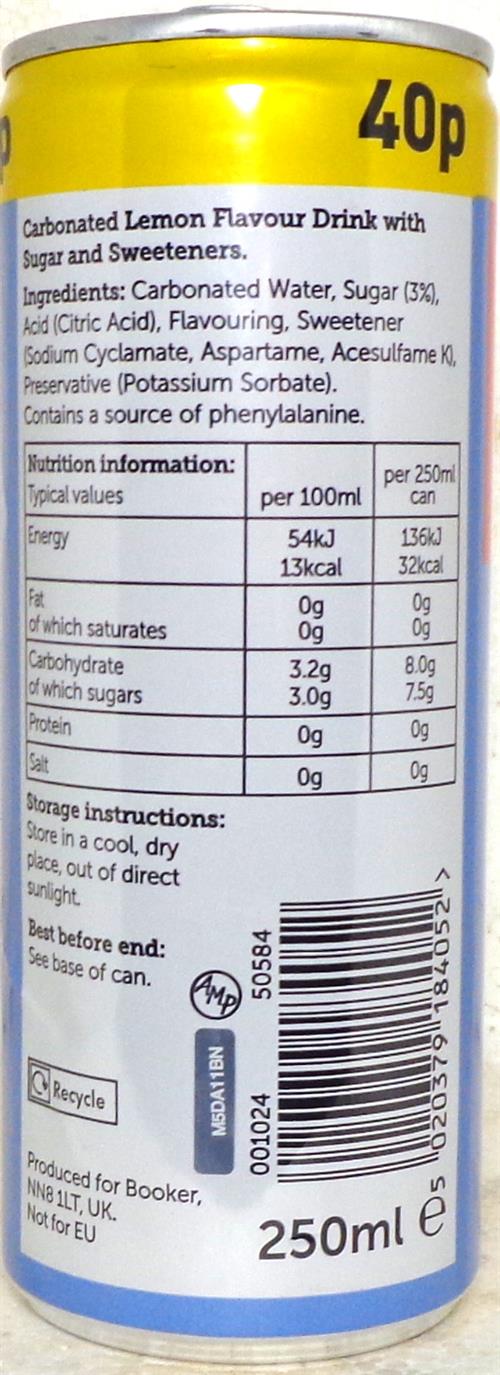 40p
p
Carbonated Lemon Flavour Drink with
Sugar and Sweeteners.
Ingredients: Carbonated Water, Sugar (3%),
Acid (Citric Acid), Flavouring, Sweetener
(Sodium Cyclamate, Aspartame, Acesulfame K),
Preservative (Potassium Sorbate).
Contains a source of phenylalanine.
Nutrition information:
Typical values per 100ml per 250ml can
Energy 54kJ 136kJ
13kcal 32kcal
Fat 0g 0g
of which saturates 0g 0g
Carbohydrate 3.2g 8.0g
of which sugars 3.0g 7.5g
Protein 0g 0g
Salt 0g 0g
Storage instructions:
Store in a cool, dry
place, out of direct
sunlight.
Best before end:
See base of can.
AMP
M5DA11BN
001024 50584
5 020379 184052 >
Recycle
Produced for Booker,
NN8 1LT, UK.
Not for EU
250ml e